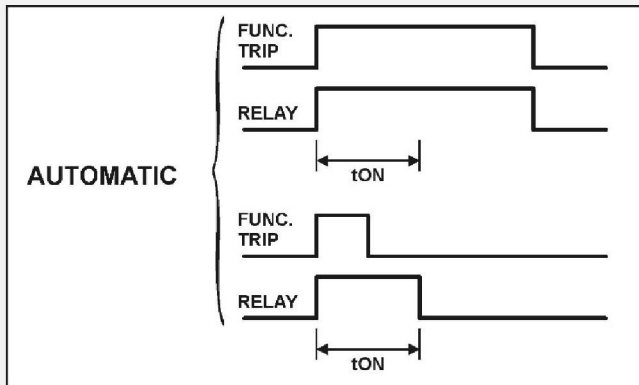 FUNC.
TRIP
RELAY
tON
AUTOMATIC
FUNC.
TRIP
RELAY
tON